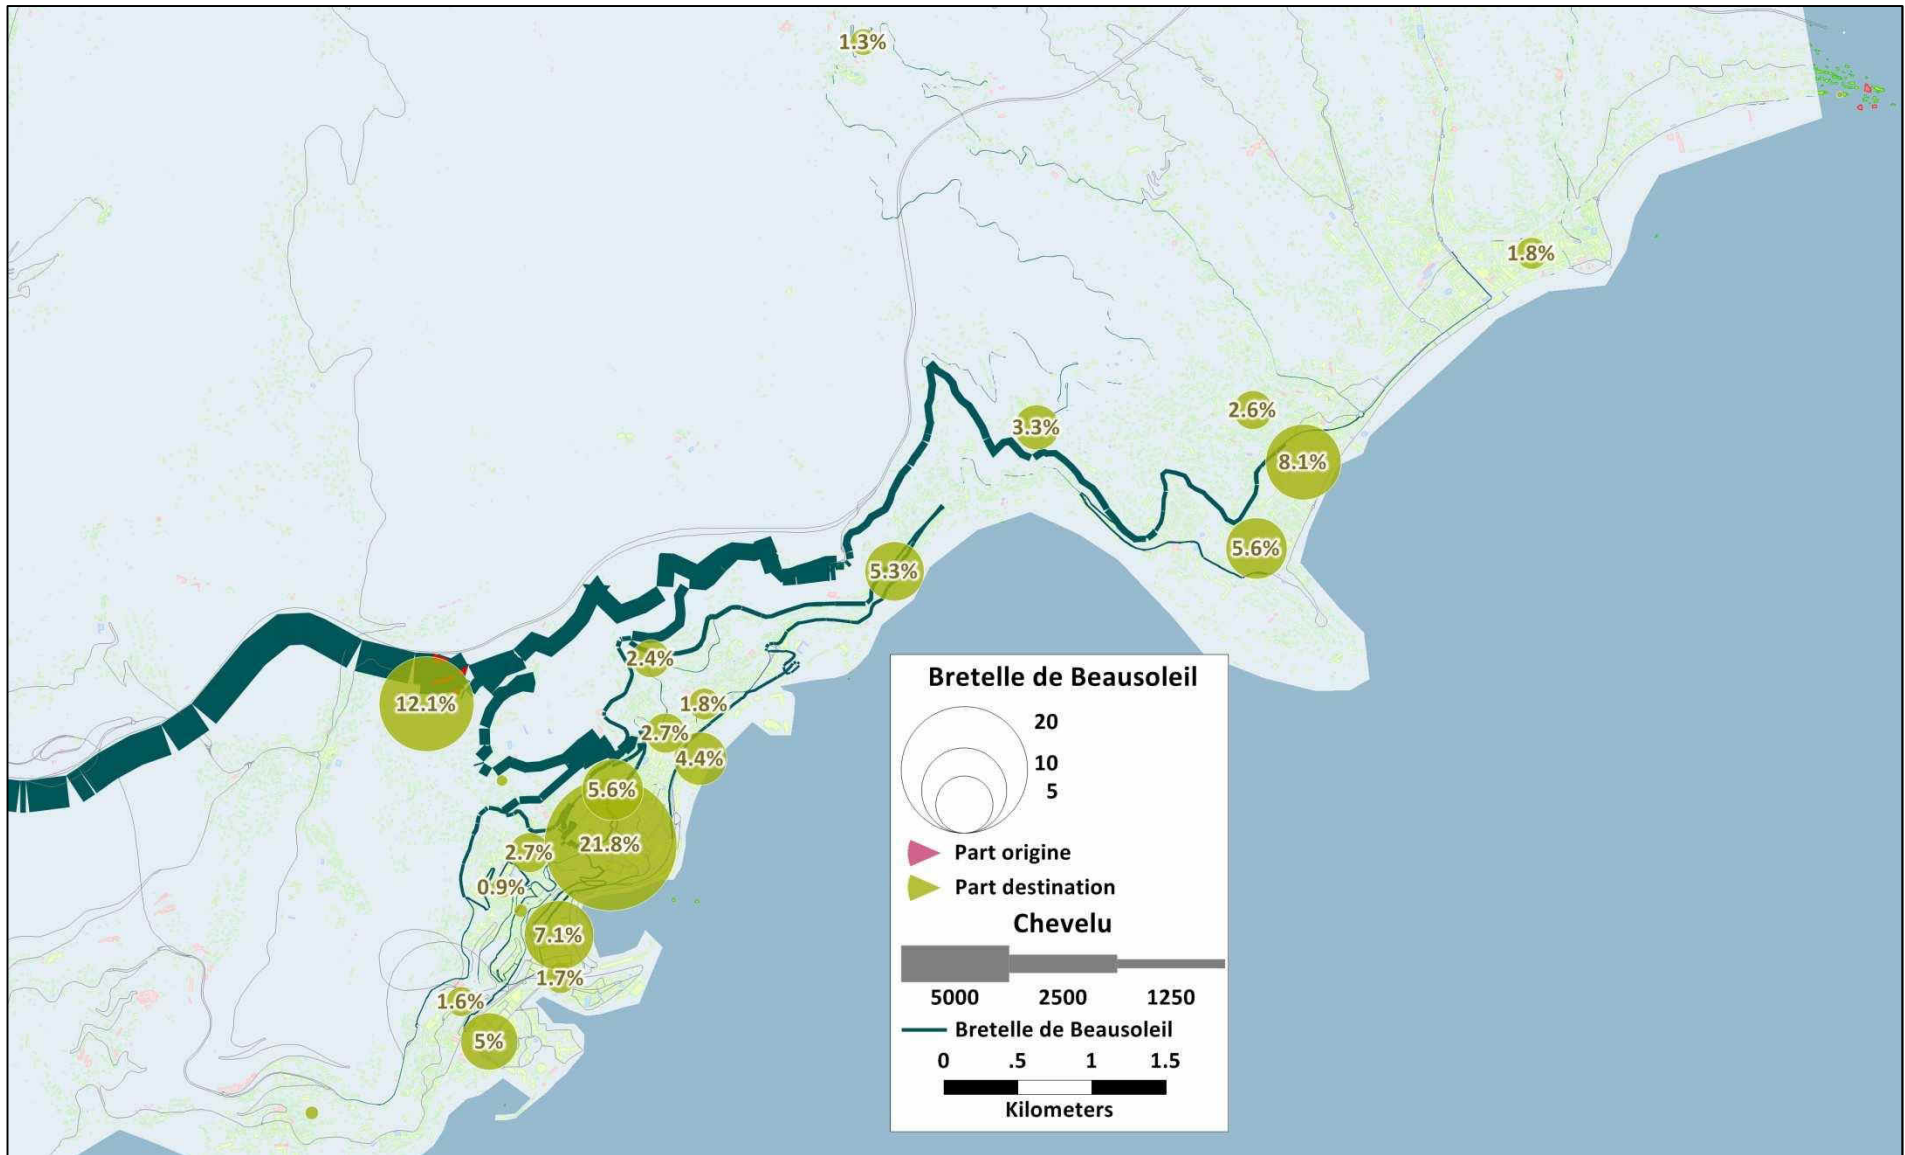 1.3%
1.8%
2.6%
3.3%
8.1%
5.6%
5.3%
2.4%
12.1%
1.8%
2.7%
4.4%
5.6%
21.8%
2.7%
0.9%
7.1%
1.7%
1.6%
5%
Bretelle de Beausoleil
20
10
5
Part origine
Part destination
Chevelu
5000 2500 1250
Bretelle de Beausoleil
0 .5 1 1.5
Kilometers